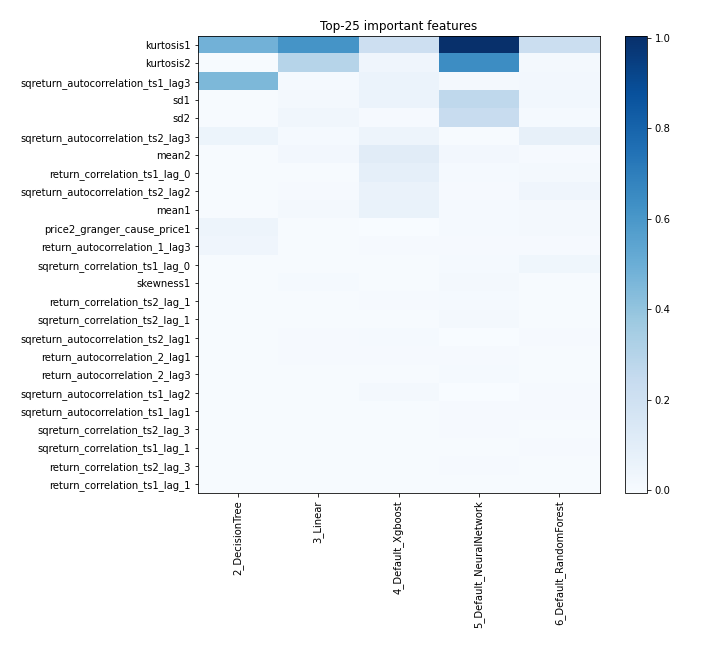 Top-25 important features
kurtosis1
kurtosis2
sqreturn_autocorrelation_ts1_lag3
sd1
sd2
sqreturn_autocorrelation_ts2_lag3
mean2
return_correlation_ts1_lag_0
sqreturn_autocorrelation_ts2_lag2
mean1
price2_granger_cause_price1
return_autocorrelation_1_lag3
sqreturn_correlation_ts1_lag_0
skewness1
return_correlation_ts2_lag_1
sqreturn_correlation_ts2_lag_1
sqreturn_autocorrelation_ts2_lag1
return_autocorrelation_2_lag1
return_autocorrelation_2_lag3
sqreturn_autocorrelation_ts1_lag2
sqreturn_autocorrelation_ts1_lag1
sqreturn_correlation_ts2_lag_3
sqreturn_correlation_ts1_lag_1
return_correlation_ts2_lag_3
return_correlation_ts1_lag_1
2_DecisionTree
3_Linear
4_Default_Xgboost
5_Default_NeuralNetwork
6_Default_RandomForest
1.0
0.8
0.6
0.4
0.2
0.0